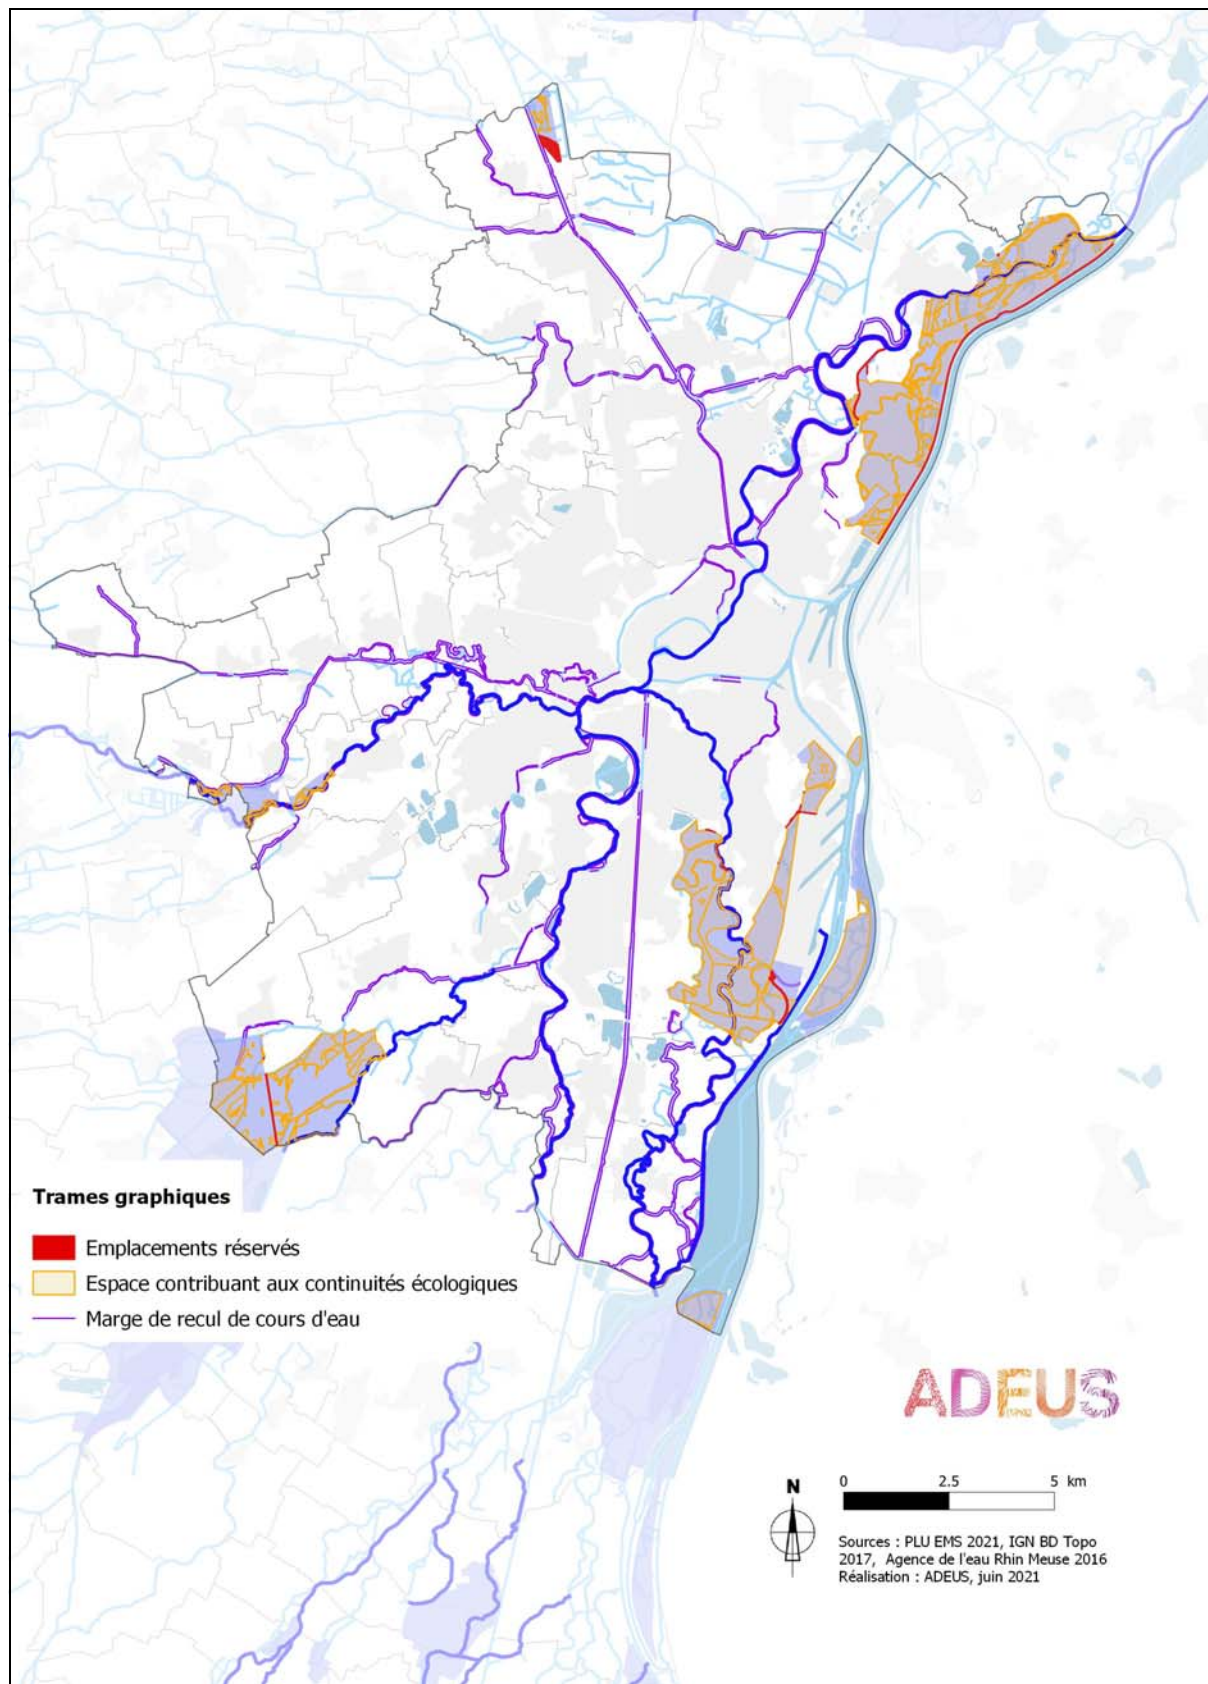 Trames graphiques
Emplacements réservés
Espace contribuant aux continuités écologiques
Marge de recul de cours d'eau
ADEUS
N
0 2.5 5 km
Sources : PLU EMS 2021, IGN BD Topo
2017, Agence de l'eau Rhin Meuse 2016
Réalisation : ADEUS, juin 2021